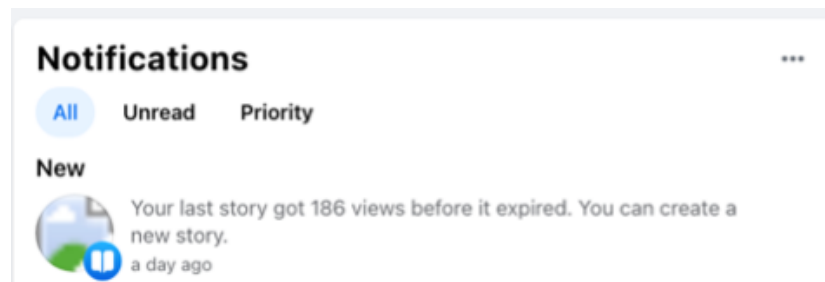 Notifications
All Unread Priority
New
Your last story got 186 views before it expired. You can create a
new story.
a day ago